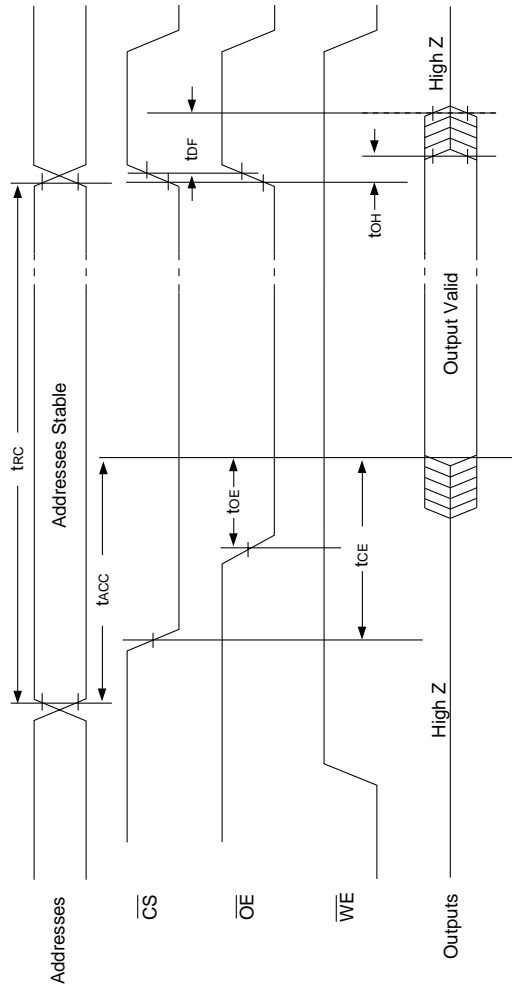 Addresses
Addresses Stable
tRC
tACC
CS
OE
tOE
tDF
WE
tCE
tOH
Outputs
High Z
Output Valid
High Z